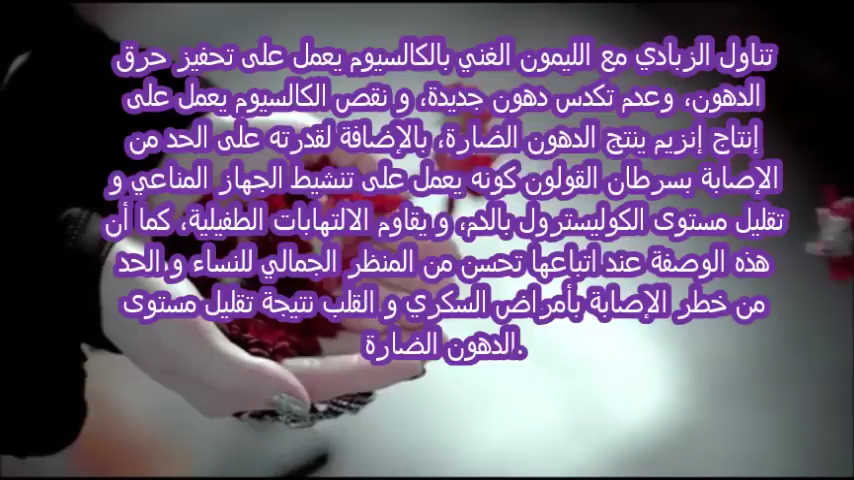 تناول الزبادي مع الليمون الغني بالكالسيوم يعمل على تحفيز حرق
الدهون، وعدم تكدس دهون جديدة، و نقص الكالسيوم يعمل على
إنتاج إنزيم ينتج الدهون الضارة، بالإضافة لقدرته على الحد من
الإصابة بسرطان القولون كونه يعمل على تنشيط الجهاز المناعي و
تقليل مستوى الكوليسترول بالدم، و يقاوم الالتهابات الطفيلية، كما أن
هذه الوصفة عند اتباعها تحسن من المنظر الجمالي للنساء و الحد
من خطر الإصابة بأمراض السكري و القلب نتيجة تقليل مستوى
الدهون الضارة.